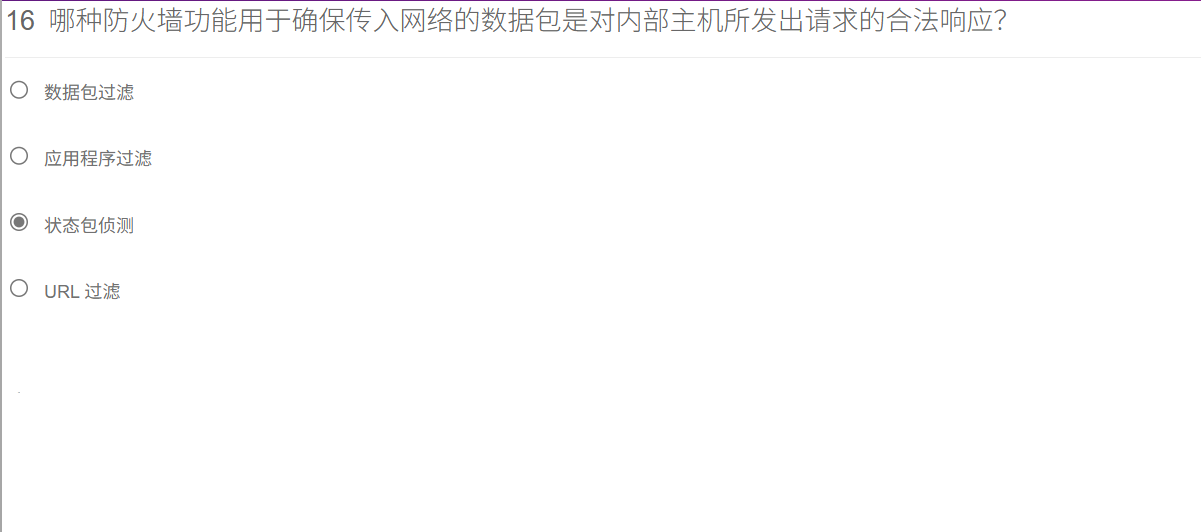 16 哪种防火墙功能用于确保传入网络的数据包是对内部主机所发出请求的合法响应？
数据包过滤
应用程序过滤
状态包侦测
URL 过滤